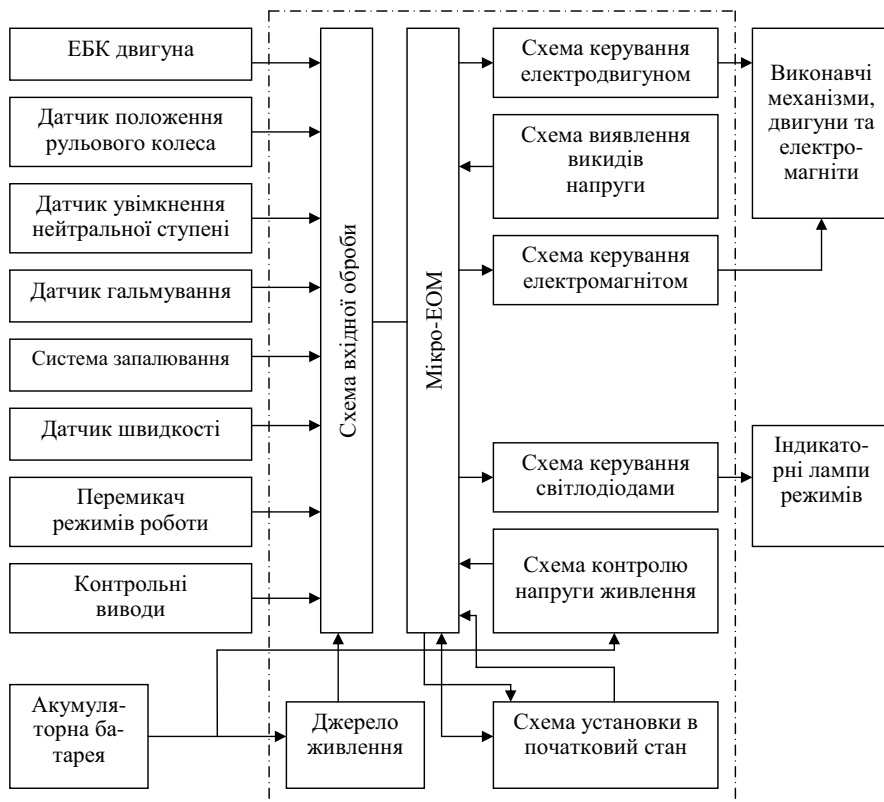 ЕБК двигуна
Датчик положення
рульового колеса
Датчик увімкнення
нейтральної ступені
Датчик гальмування
Система запалювання
Датчик швидкості
Перемикач
режимів роботи
Контрольні
виводи
Акумуля-
торна ба-
тарея
Схема вхідної оброби
Мікро-ЕОМ
Джерело
живлення
Схема керування
електродвигуном
Схема виявлення
викидів
напруги
Схема керування
електромагнітом
Схема керування
світлодіодами
Схема контролю
напруги живлення
Схема установки в
початковий стан
Виконавчі
механізми,
двигуни та
електро-
магніти
Індикато-
рні лампи
режимів